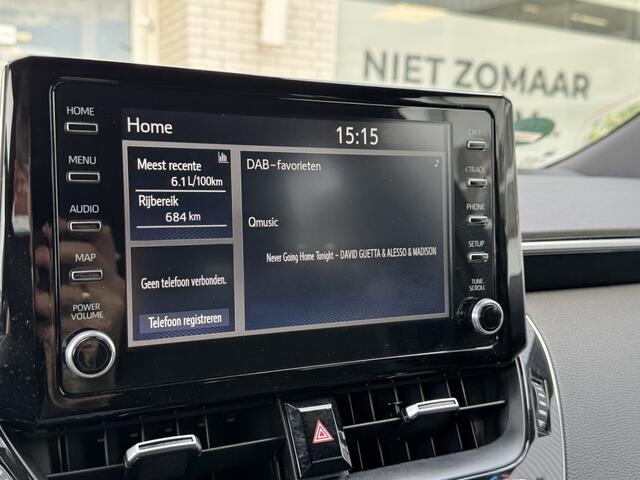 NIET ZOMAAR
HOME
MENU
AUDIO
MAP
POWER
VOLUME
Home
15:15
Meest recente
6.1 L/100km
Rijbereik
684 km
Geen telefoon verbonden.
Telefoon registreren
DAB-favorieten
Qmusic
Never Going Home Tonight - DAVID GUETTA & ALESSO & MADISON
CH >
< TRACK
PHONE
SETUP
TUNE
SCROLL